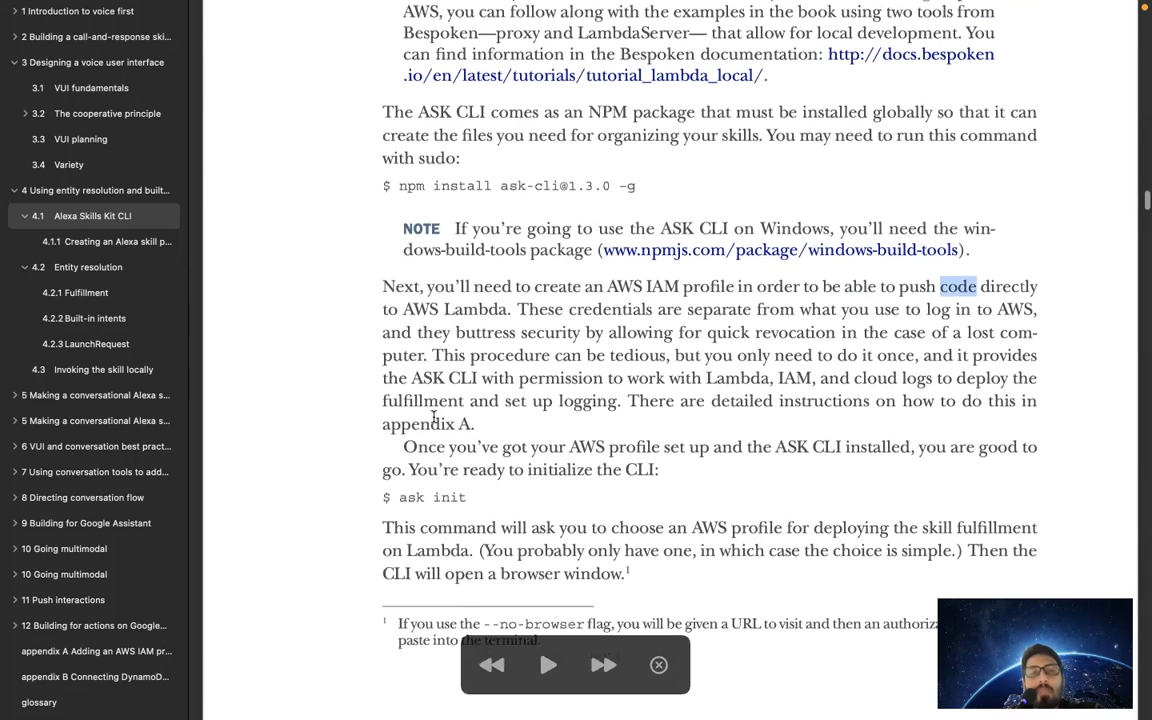 1 Introduction to voice first
2 Building a call-and-response ski...
3 Designing a voice user interface
3.1 VUI fundamentals
3.2 The cooperative principle
3.3 VUI planning
3.4 Variety
4 Using entity resolution and built...
4.1 Alexa Skills Kit CLI
4.1.1 Creating an Alexa skill p...
4.2 Entity resolution
4.2.1 Fulfillment
4.2.2 Built-in intents
4.2.3 LaunchRequest
4.3 Invoking the skill locally
5 Making a conversational Alexa s...
5 Making a conversational Alexa s...
6 VUI and conversation best pract...
7 Using conversation tools to add...
8 Directing conversation flow
9 Building for Google Assistant
10 Going multimodal
10 Going multimodal
11 Push interactions
12 Building for actions on Google...
appendix A Adding an AWS IAM pr...
appendix B Connecting DynamoD...
glossary
AWS, you can follow along with the examples in the book using two tools from
Bespoken—proxy and LambdaServer— that allow for local development. You
can find information in the Bespoken documentation: http://docs.bespoken
.io/en/latest/tutorials/tutorial_lambda_local/.
The ASK CLI comes as an NPM package that must be installed globally so that it can
create the files you need for organizing your skills. You may need to run this command
with sudo:
$ npm install ask-cli@1.3.0 -g
NOTE If you're going to use the ASK CLI on Windows, you'll need the win-
dows-build-tools package (www.npmjs.com/package/windows-build-tools).
Next, you'll need to create an AWS IAM profile in order to be able to push code directly
to AWS Lambda. These credentials are separate from what you use to log in to AWS,
and they buttress security by allowing for quick revocation in the case of a lost com-
puter. This procedure can be tedious, but you only need to do it once, and it provides
the ASK CLI with permission to work with Lambda, IAM, and cloud logs to deploy the
fulfillment and set up logging. There are detailed instructions on how to do this in
appendix A.
Once you've got your AWS profile set up and the ASK CLI installed, you are good to
go. You're ready to initialize the CLI:
$ ask init
This command will ask you to choose an AWS profile for deploying the skill fulfillment
on Lambda. (You probably only have one, in which case the choice is simple.) Then the
CLI will open a browser window.1
1 If you use the --no-browser flag, you will be given a URL to visit and then an authoriza
paste into the terminal.